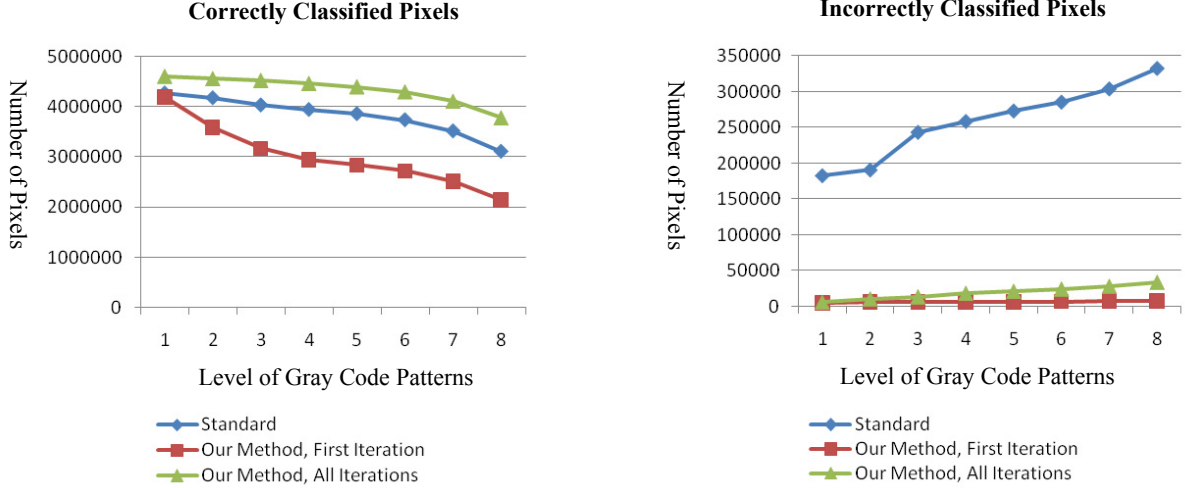 Correctly Classified Pixels
Number of Pixels
5000000
4000000
3000000
2000000
1000000
0
1 2 3 4 5 6 7 8
Level of Gray Code Patterns
Standard
Our Method, First Iteration
Our Method, All Iterations
Incorrectly Classified Pixels
Number of Pixels
350000
300000
250000
200000
150000
100000
50000
0
1 2 3 4 5 6 7 8
Level of Gray Code Patterns
Standard
Our Method, First Iteration
Our Method, All Iterations